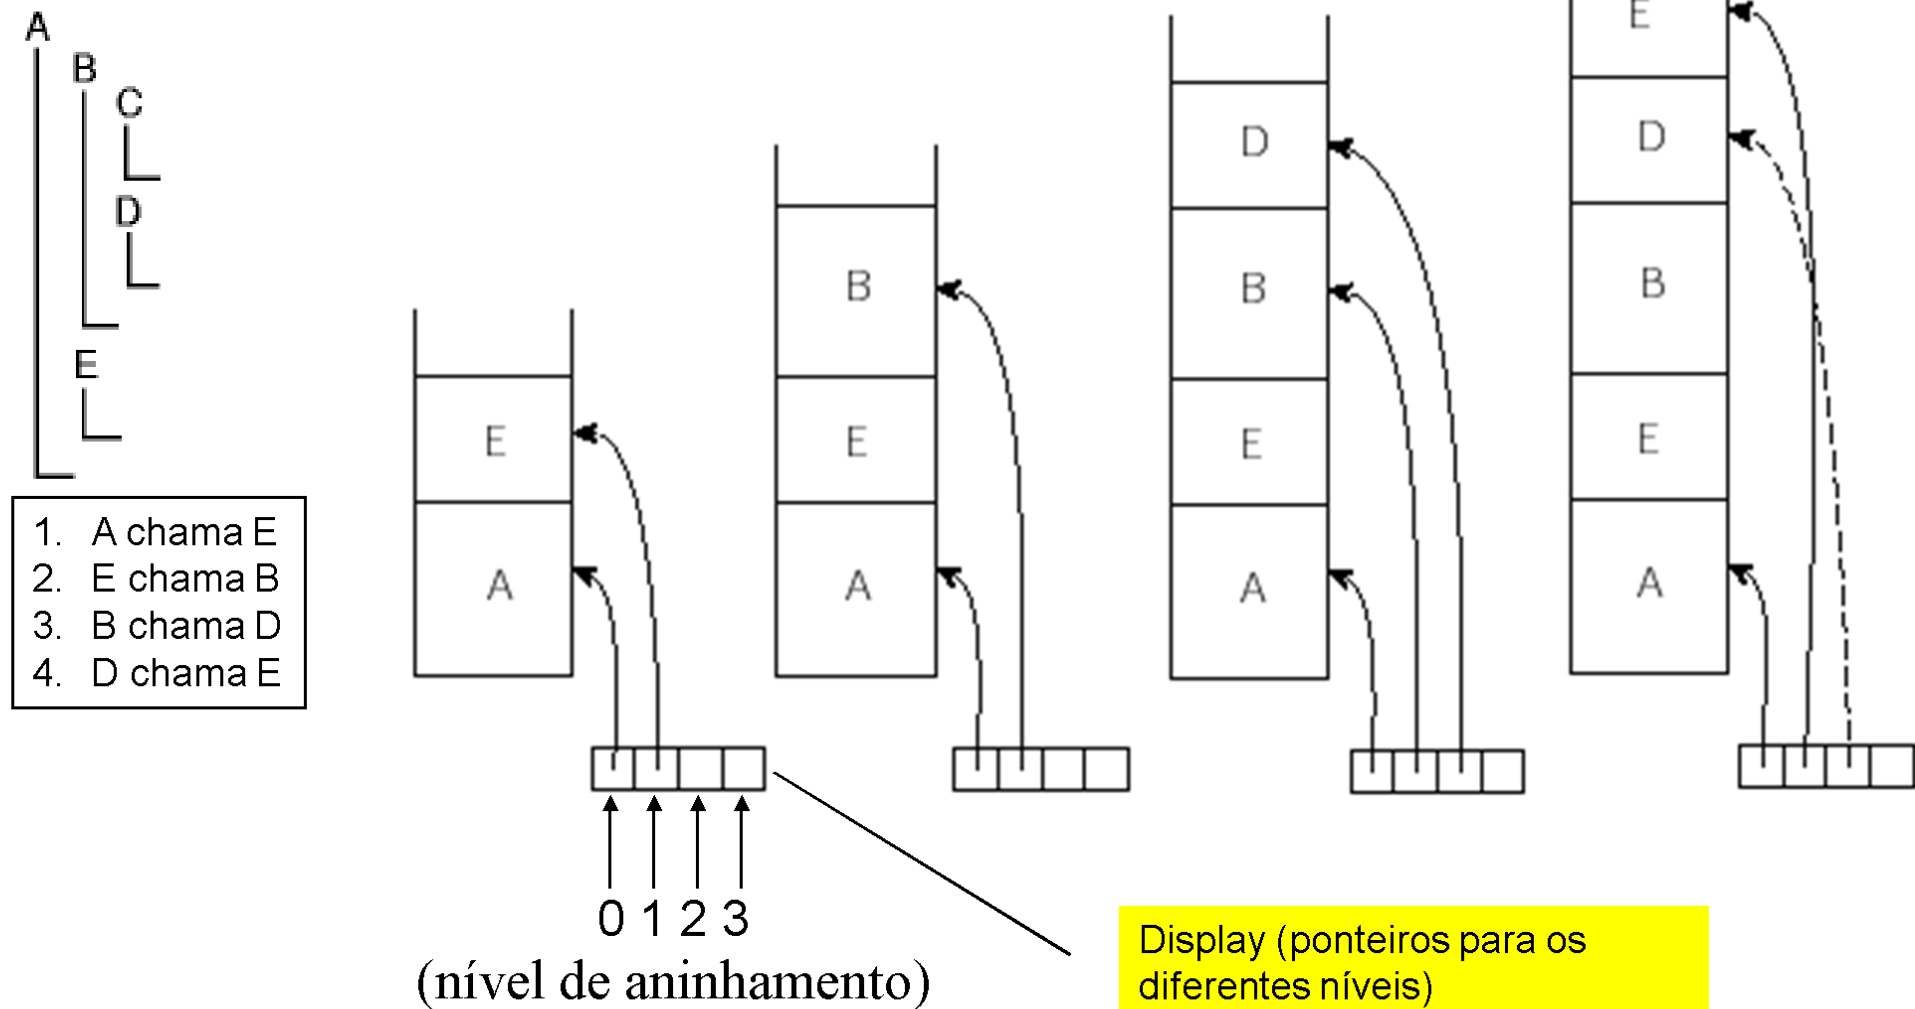 A
B
C
D
E
1. A chama E
2. E chama B
3. B chama D
4. D chama E
E
A
B
E
A
D
B
E
A
E
D
B
E
A
0 1 2 3
(nível de aninhamento)
Display (ponteiros para os
diferentes níveis)